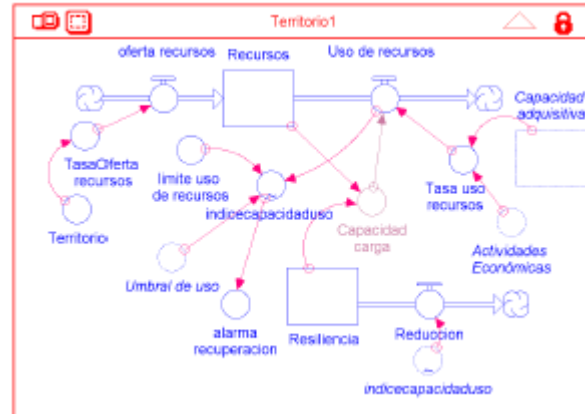 Territorio1
oferta recursos
Recursos
Uso de recursos
Capacidad
adquisitiva
TasaOferta
recursos
limite uso
de recursos
indicecapacidaduso
Tasa uso
recursos
Territorio
Capacidad
carga
Umbral de uso
Actividades
Económicas
alarma
recuperacion
Resiliencia
Reduccion
indicecapacidaduso